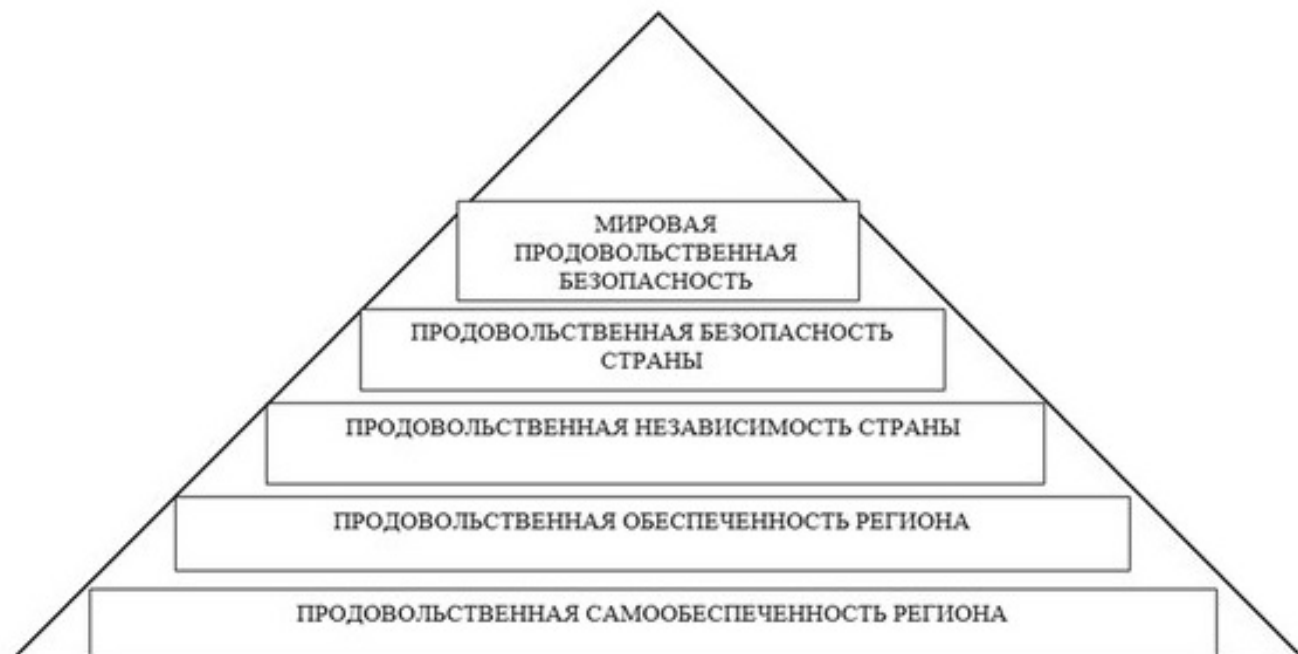 МИРОВАЯ
ПРОДОВОЛЬСТВЕННАЯ
БЕЗОПАСНОСТЬ
ПРОДОВОЛЬСТВЕННАЯ БЕЗОПАСНОСТЬ
СТРАНЫ
ПРОДОВОЛЬСТВЕННАЯ НЕЗАВИСИМОСТЬ СТРАНЫ
ПРОДОВОЛЬСТВЕННАЯ ОБЕСПЕЧЕННОСТЬ РЕГИОНА
ПРОДОВОЛЬСТВЕННАЯ САМООБЕСПЕЧЕННОСТЬ РЕГИОНА